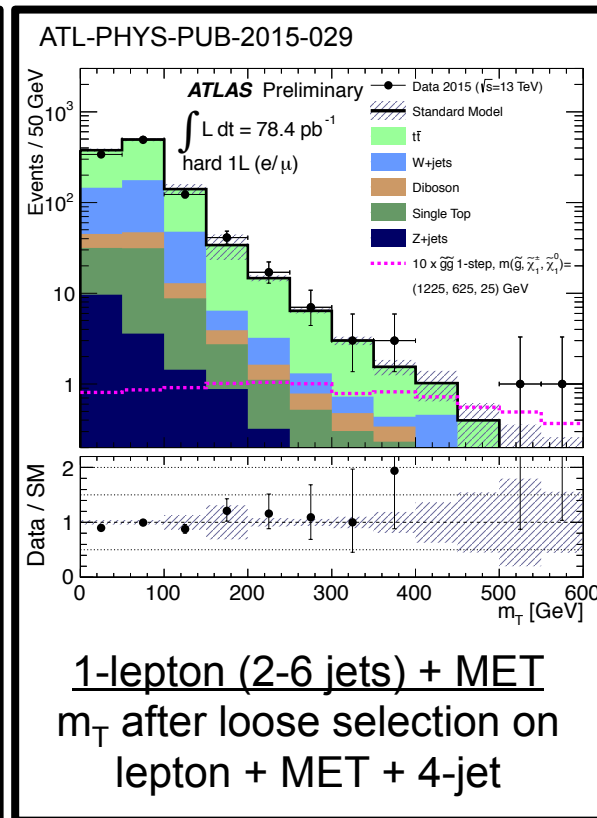 ATL-PHYS-PUB-2015-029
Events / 50 GeV
10³
10²
10
1
ATLAS Preliminary
∫ L dt = 78.4 pb⁻¹
hard 1L (e/μ)
Data 2015 (√s=13 TeV)
Standard Model
tt̄
W+jets
Diboson
Single Top
Z+jets
10 x g̃g̃ 1-step, m(g̃, χ̃₁±, χ̃₁⁰)=
(1225, 625, 25) GeV
Data / SM
2
1
0
0 100 200 300 400 500 600
m_T [GeV]
1-lepton (2-6 jets) + MET
m_T after loose selection on
lepton + MET + 4-jet